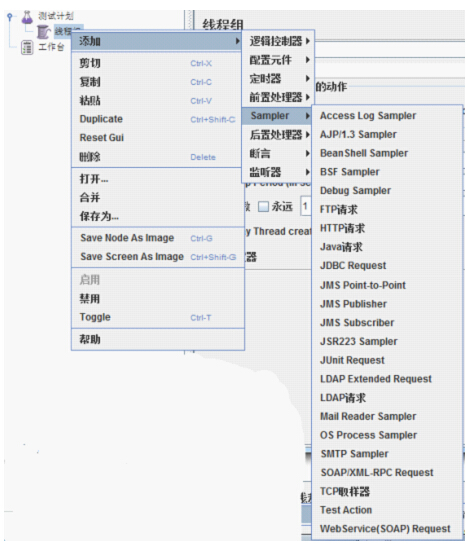 测试计划
线程组
工作台
线程组
添加
剪切 Ctrl-X
复制 Ctrl-C
粘贴 Ctrl-V
Duplicate Ctrl+Shift-C
Reset Gui
删除 Delete
打开...
合并
保存为...
Save Node As Image Ctrl-G
Save Screen As Image Ctrl+Shift-G
启用
禁用
Toggle Ctrl-T
帮助
逻辑控制器
配置元件
定时器
前置处理器
Sampler
后置处理器
断言
监听器
的动作
永远 1
y Thread creat
器
Access Log Sampler
AJP/1.3 Sampler
BeanShell Sampler
BSF Sampler
Debug Sampler
FTP请求
HTTP请求
Java请求
JDBC Request
JMS Point-to-Point
JMS Publisher
JMS Subscriber
JSR223 Sampler
JUnit Request
LDAP Extended Request
LDAP请求
Mail Reader Sampler
OS Process Sampler
SMTP Sampler
SOAP/XML-RPC Request
TCP取样器
Test Action
WebService(SOAP) Request